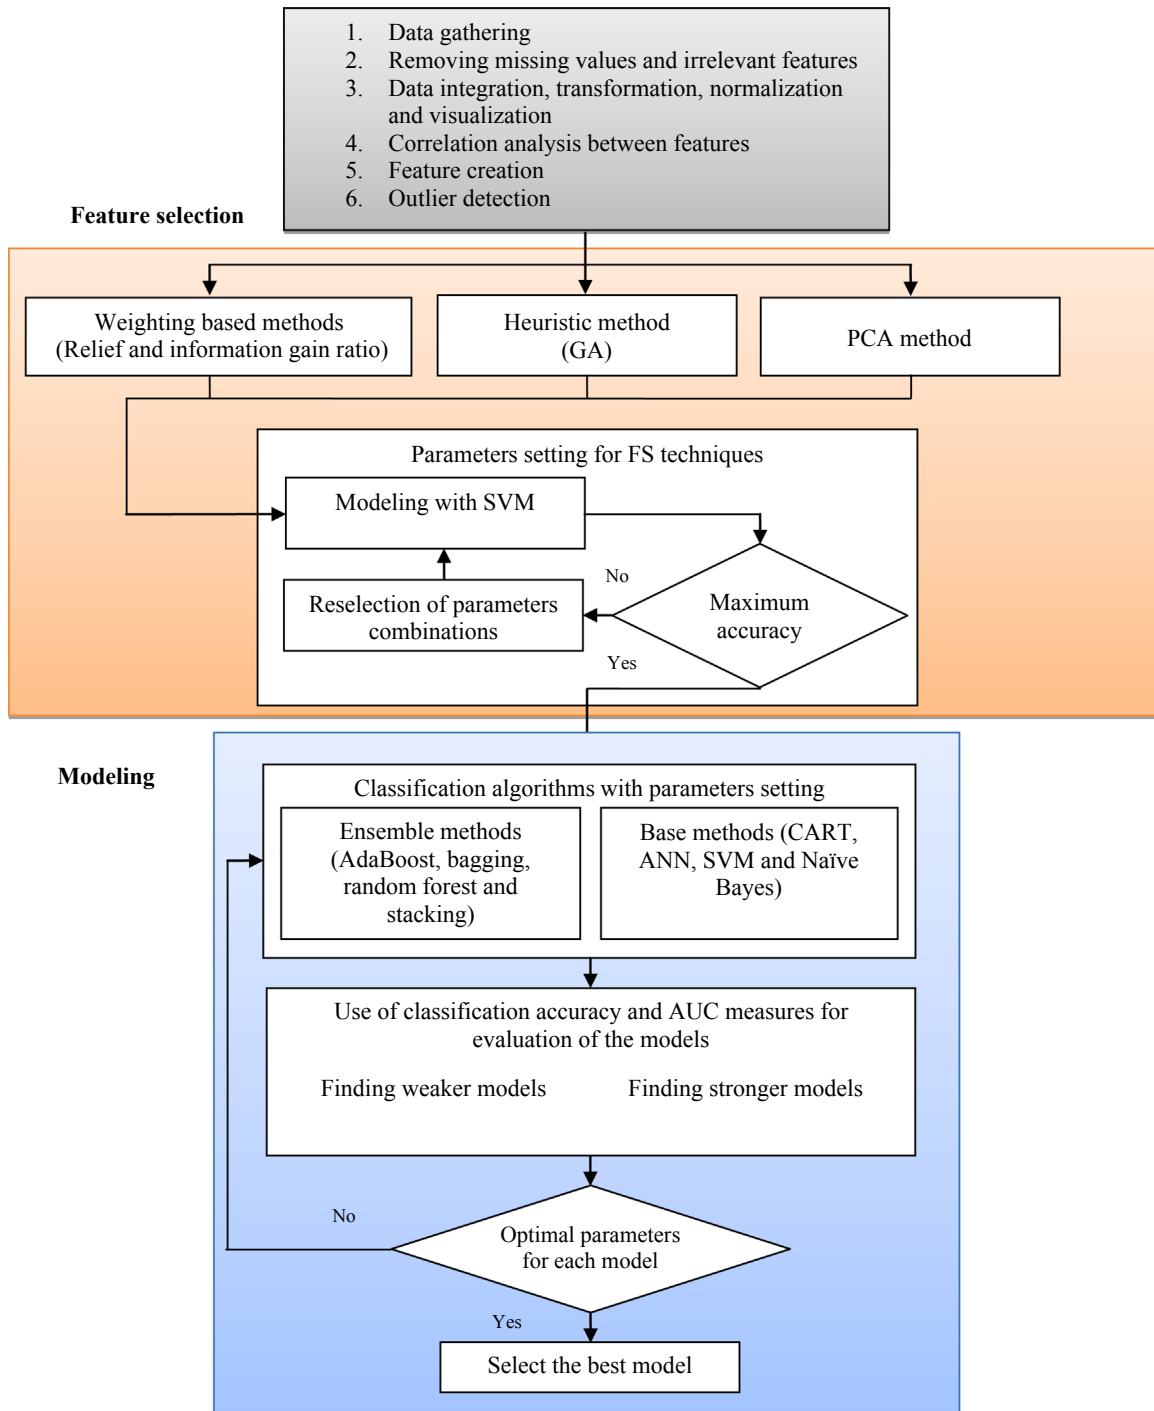 1. Data gathering
2. Removing missing values and irrelevant features
3. Data integration, transformation, normalization
and visualization
4. Correlation analysis between features
5. Feature creation
6. Outlier detection
Feature selection
Weighting based methods
(Relief and information gain ratio)
Heuristic method
(GA)
PCA method
Parameters setting for FS techniques
Modeling with SVM
No
Maximum
accuracy
Reselection of parameters
combinations
Yes
Modeling
Classification algorithms with parameters setting
Ensemble methods
(AdaBoost, bagging,
random forest and
stacking)
Base methods (CART,
ANN, SVM and Naïve
Bayes)
Use of classification accuracy and AUC measures for
evaluation of the models
Finding weaker models
Finding stronger models
No
Optimal parameters
for each model
Yes
Select the best model